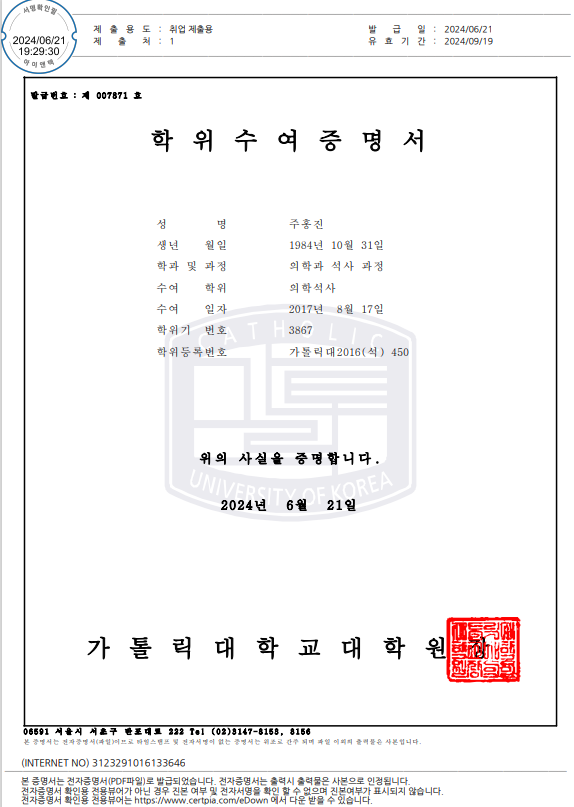 서명확인필
2024/06/21
19:29:30
아이앤텍
제 출 용 도 : 취업 제출용
제 출 처 : 1
발 급 일 : 2024/06/21
유 효 기 간 : 2024/09/19
발급번호 : 제 007871 호
학 위 수 여 증 명 서
성 명 주홍진
생년 월일 1984년 10월 31일
학과 및 과정 의학과 석사 과정
수여 학위 의학석사
수여 일자 2017년 8월 17일
학위기 번호 3867
학위등록번호 가톨릭대2016(석) 450
CATHOLIC
위의 사실을 증명합니다.
UNIVERSITY OF KOREA
2024년 6월 21일
가 톨 릭 대 학 교 대 학 원 장
06591 서울시 서초구 반포대로 222 Tel (02)3147-8153, 8156
본 증명서는 전자증명서(파일)이므로 타임스탬프 및 전자서명이 없는 증명서는 위조로 간주 되며 파일 이외의 출력물은 사본입니다.
(INTERNET NO) 3123291016133646
본 증명서는 전자증명서(PDF파일)로 발급되었습니다. 전자증명서는 출력시 출력물은 사본으로 인정됩니다.
전자증명서 확인용 전용뷰어가 아닌 경우 진본 여부 및 전자서명을 확인 할 수 없으며 진본여부가 표시되지 않습니다.
전자증명서 확인용 전용뷰어는 https://www.certpia.com/eDown 에서 다운 받을 수 있습니다.